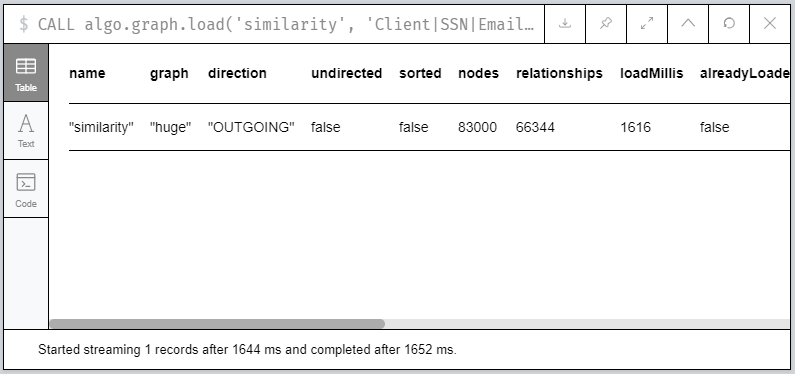 $ CALL algo.graph.load('similarity', 'Client|SSN|Email…
Table
Text
Code
name graph direction undirected sorted nodes relationships loadMillis alreadyLoade
"similarity" "huge" "OUTGOING" false false 83000 66344 1616 false
Started streaming 1 records after 1644 ms and completed after 1652 ms.